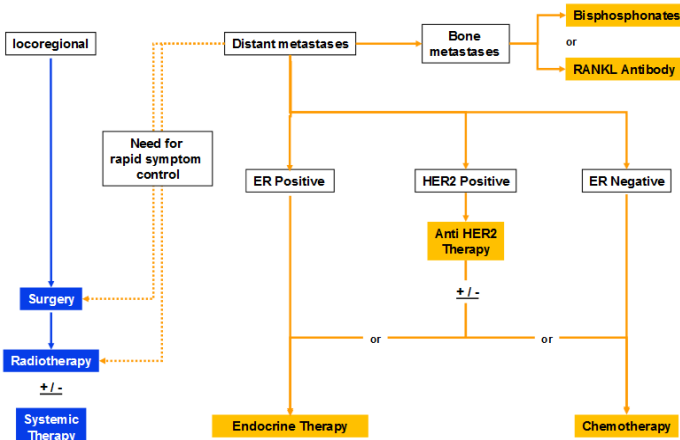 locoregional
Distant metastases
Bone
metastases
Bisphosphonates
or
RANKL Antibody
Need for
rapid symptom
control
ER Positive
HER2 Positive
ER Negative
Anti HER2
Therapy
+ / -
Surgery
or
or
Radiotherapy
+ / -
Systemic
Therapy
Endocrine Therapy
Chemotherapy